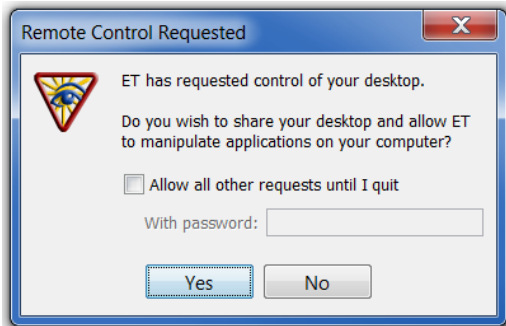 Remote Control Requested
ET has requested control of your desktop.
Do you wish to share your desktop and allow ET
to manipulate applications on your computer?
Allow all other requests until I quit
With password:
Yes
No